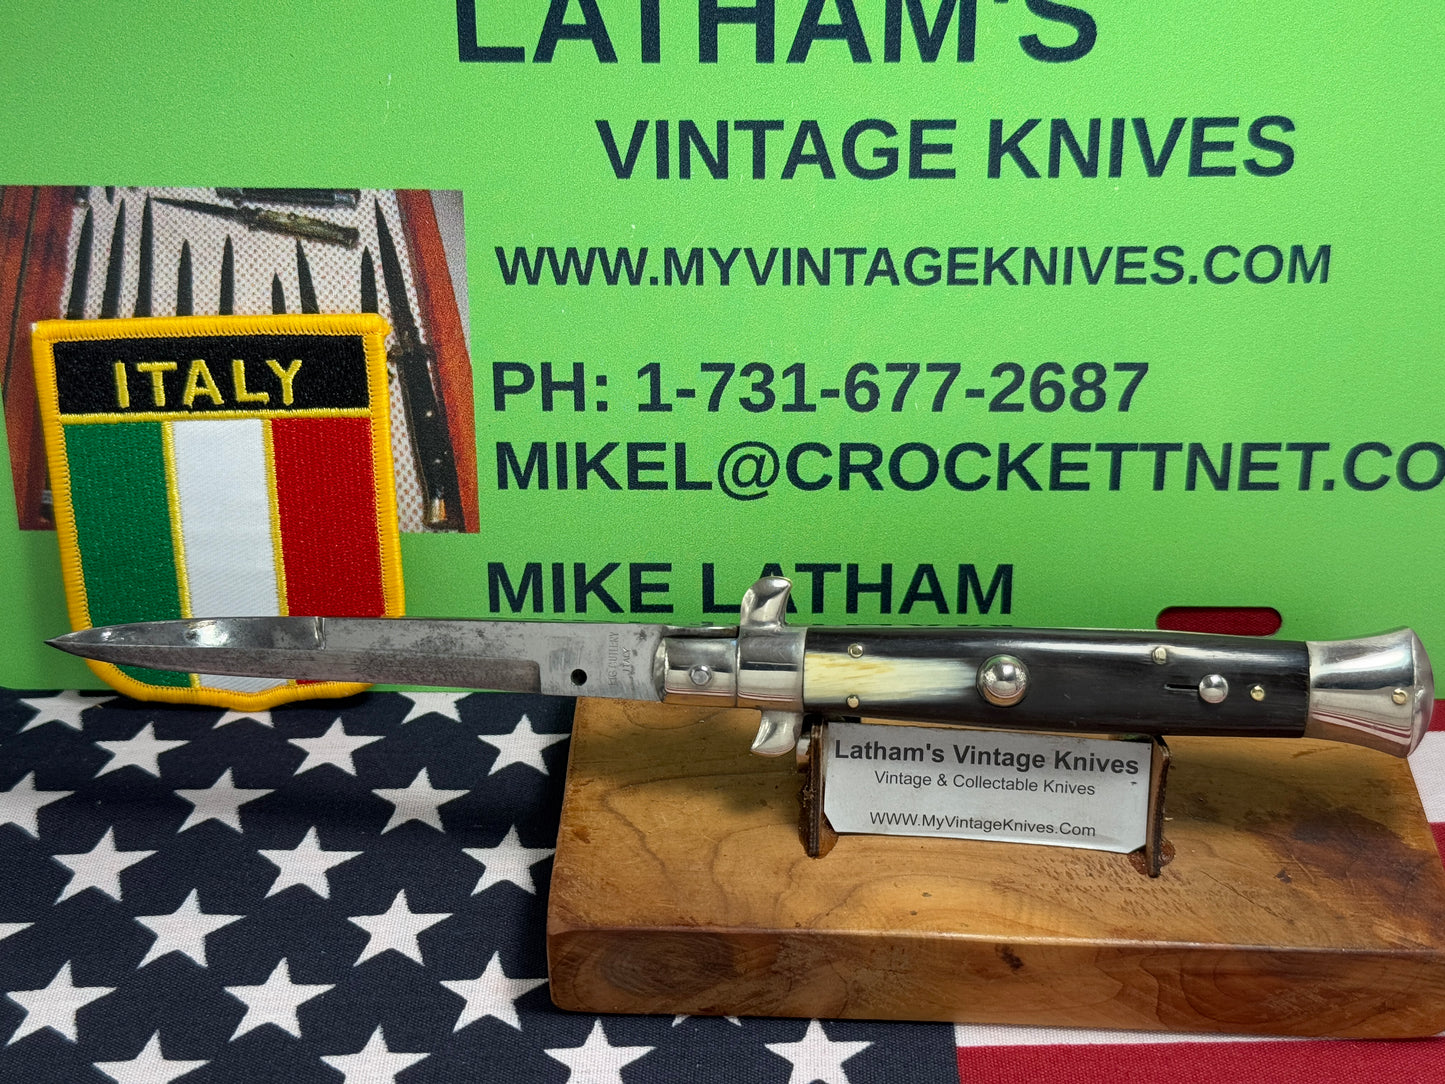 LATHAM'S
VINTAGE KNIVES
WWW.MYVINTAGEKNIVES.COM
PH: 1-731-677-2687
MIKEL@CROCKETTNET.CO
MIKE LATHAM
ITALY
ITALY
Latham's Vintage Knives
Vintage & Collectable Knives
WWW.MyVintageKnives.Com